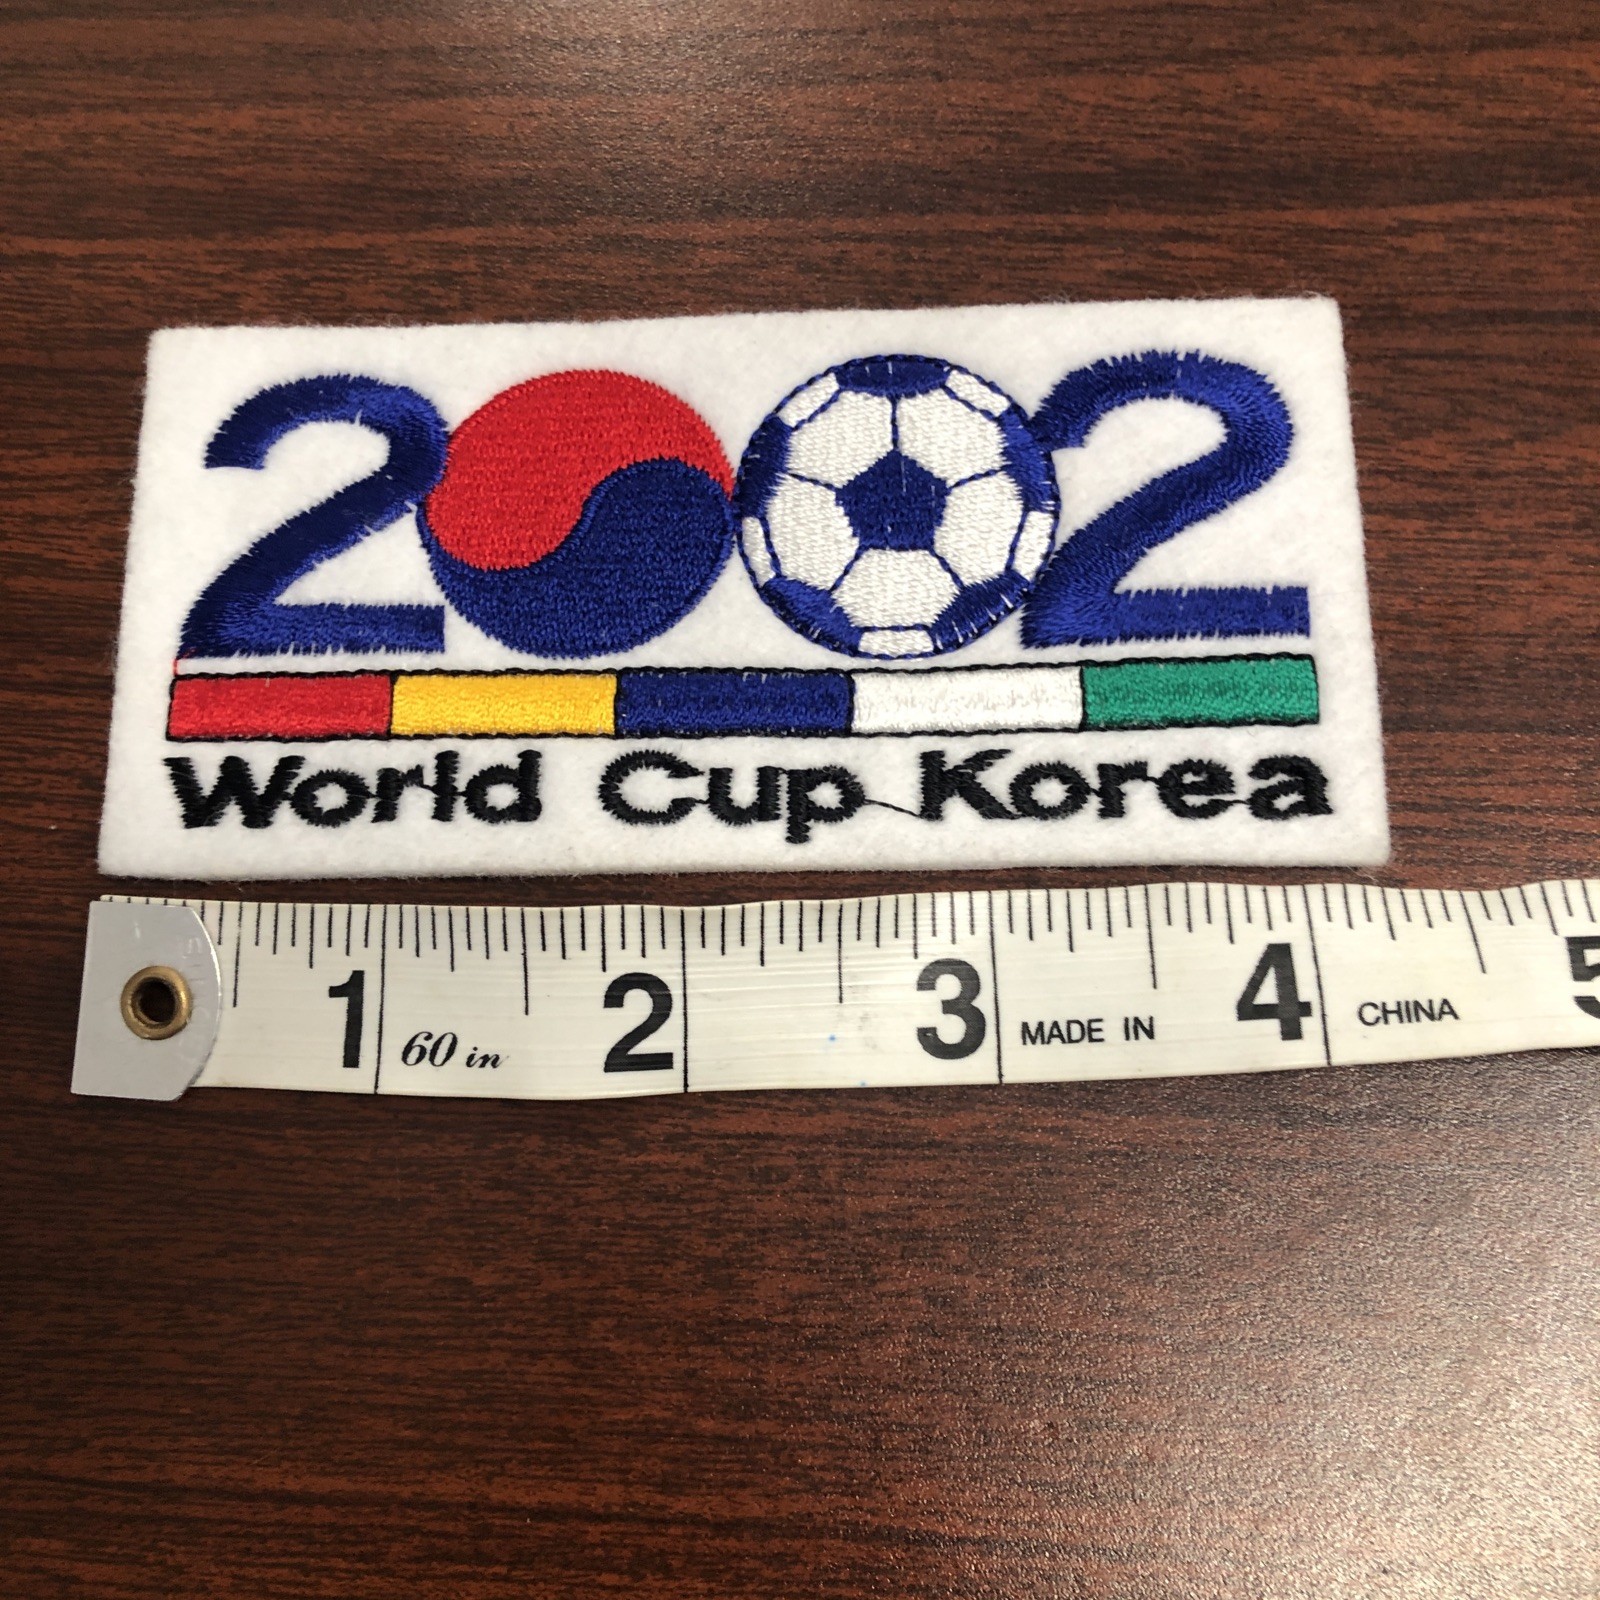 2002
World Cup Korea
1 60 in 2 3 MADE IN 4 CHINA 5